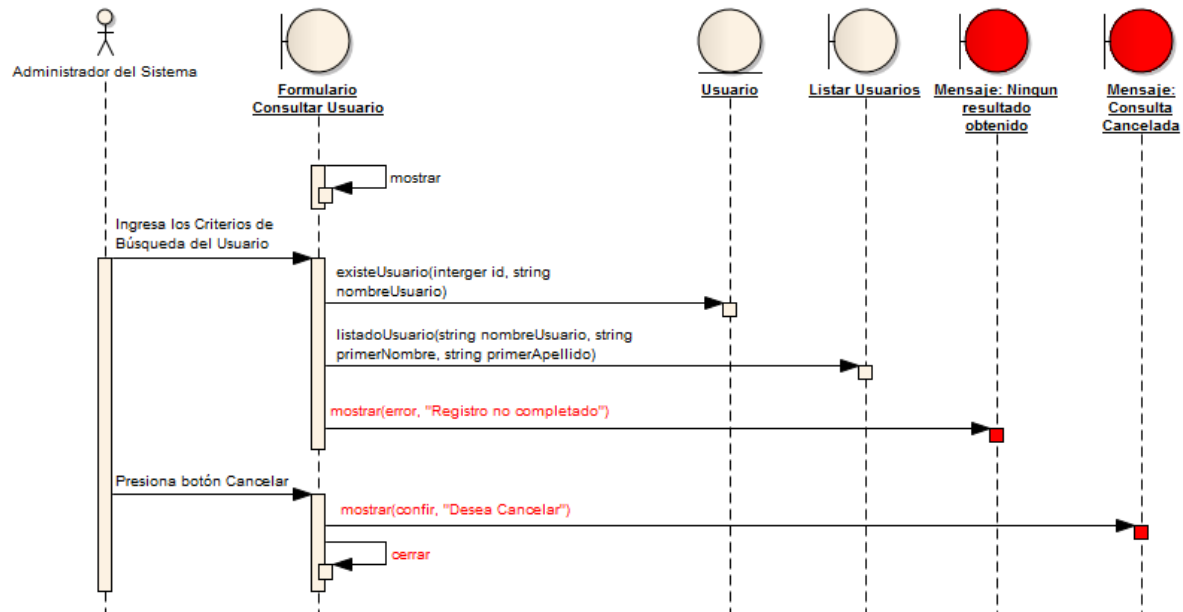 Administrador del Sistema
Formulario
Consultar Usuario
Usuario
Listar Usuarios
Mensaje: Ningun
resultado
obtenido
Mensaje:
Consulta
Cancelada
mostrar
Ingresa los Criterios de
Búsqueda del Usuario
existeUsuario(interger id, string
nombreUsuario)
listadoUsuario(string nombreUsuario, string
primerNombre, string primerApellido)
mostrar(error, "Registro no completado")
Presiona botón Cancelar
mostrar(confir, "Desea Cancelar")
cerrar